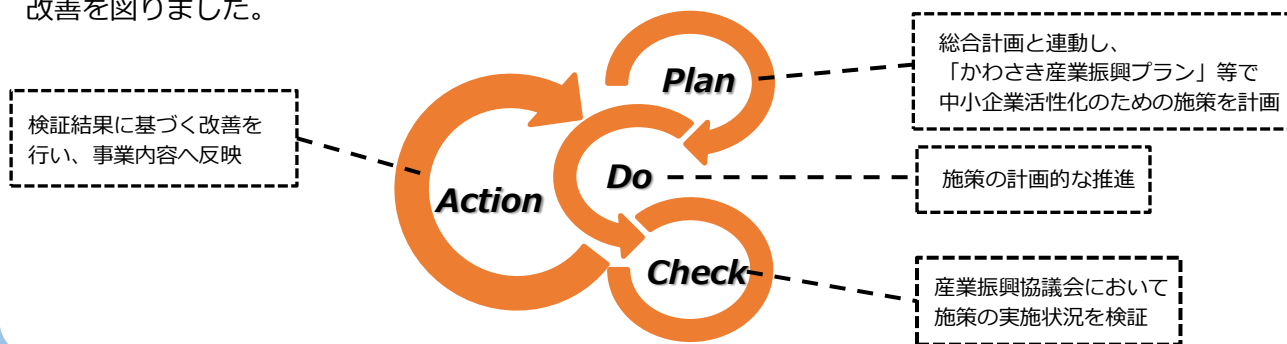 改善を図りました。
Plan
総合計画と連動し、
「かわさき産業振興プラン」等で
中小企業活性化のための施策を計画
検証結果に基づく改善を
行い、事業内容へ反映
Do
施策の計画的な推進
Action
Check
産業振興協議会において
施策の実施状況を検証